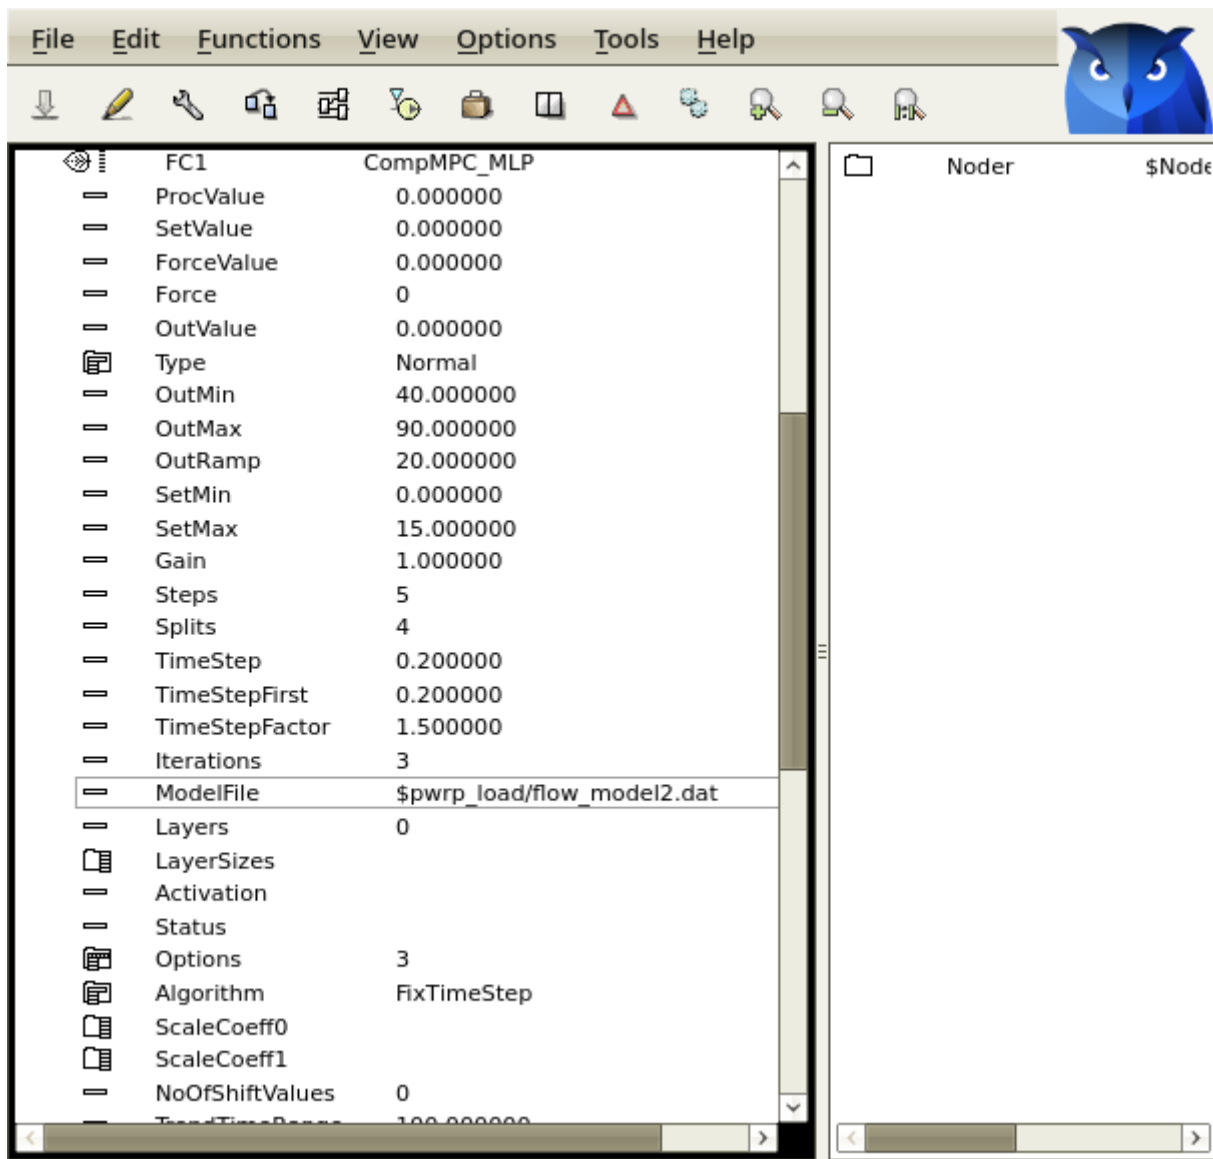 File Edit Functions View Options Tools Help
FC1 CompMPC_MLP
ProcValue 0.000000
SetValue 0.000000
ForceValue 0.000000
Force 0
OutValue 0.000000
Type Normal
OutMin 40.000000
OutMax 90.000000
OutRamp 20.000000
SetMin 0.000000
SetMax 15.000000
Gain 1.000000
Steps 5
Splits 4
TimeStep 0.200000
TimeStepFirst 0.200000
TimeStepFactor 1.500000
Iterations 3
ModelFile $pwrp_load/flow_model2.dat
Layers 0
LayerSizes
Activation
Status
Options 3
Algorithm FixTimeStep
ScaleCoeff0
ScaleCoeff1
NoOfShiftValues 0
TrendTimeRange 100.000000
Noder $Node